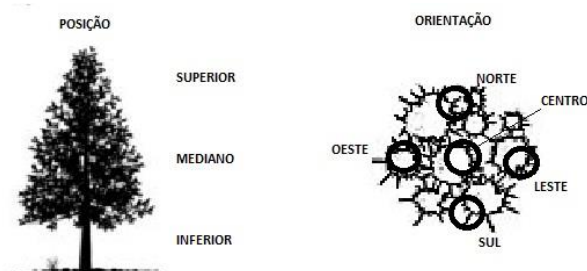 POSIÇÃO
SUPERIOR
MEDIANO
INFERIOR
ORIENTAÇÃO
NORTE
CENTRO
OESTE
LESTE
SUL